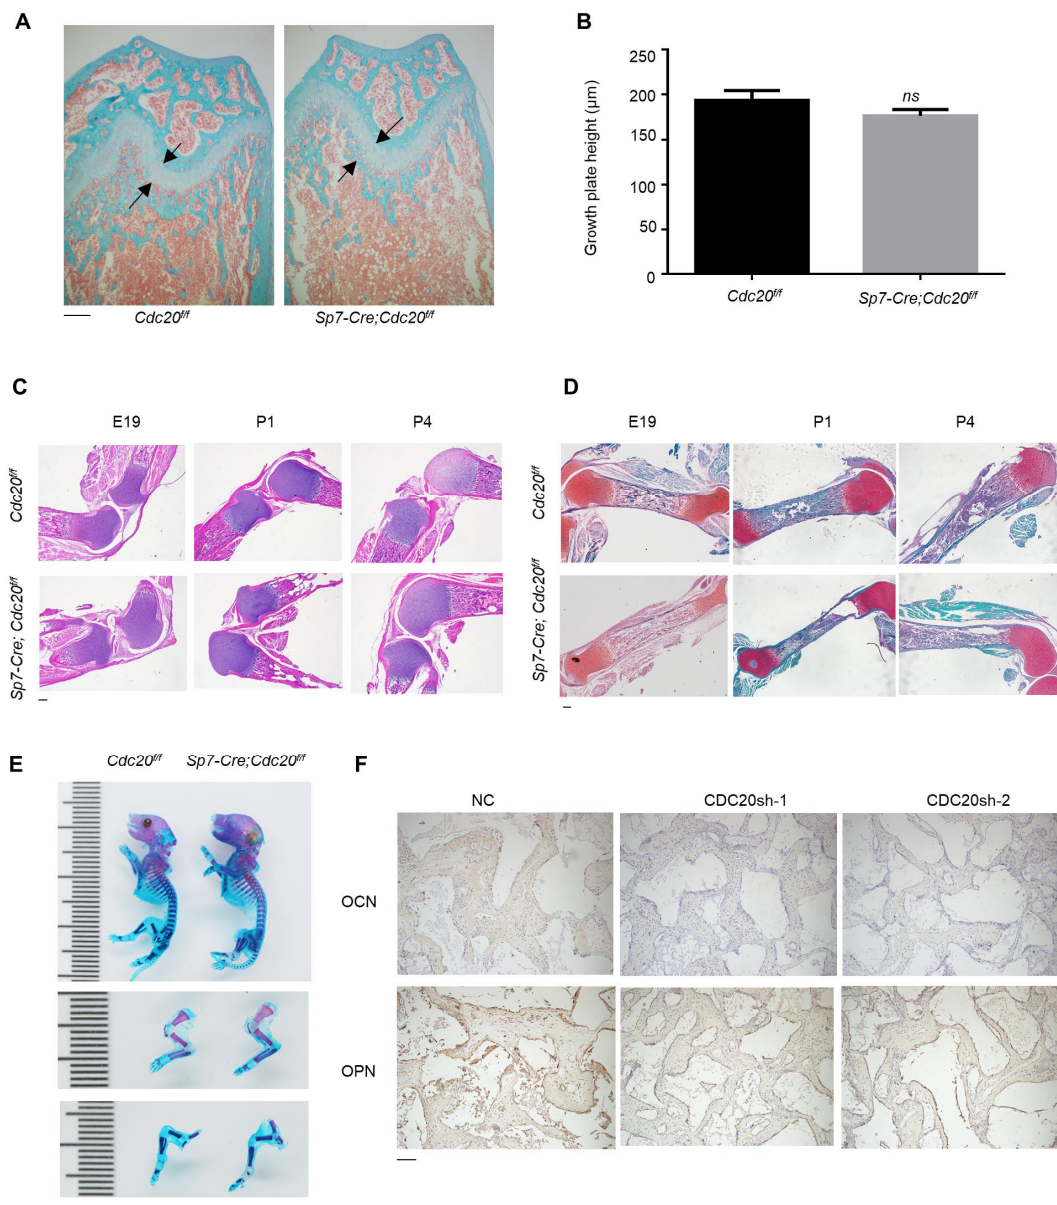 A
Cdc20f/f
Sp7-Cre;Cdc20f/f
B
Growth plate height (μm)
250
200
150
100
50
0
ns
Cdc20f/f
Sp7-Cre;Cdc20f/f
C
E19
P1
P4
Cdc20f/f
Sp7-Cre; Cdc20f/f
D
E19
P1
P4
Cdc20f/f
Sp7-Cre; Cdc20f/f
E
Cdc20f/f
Sp7-Cre;Cdc20f/f
F
NC
CDC20sh-1
CDC20sh-2
OCN
OPN